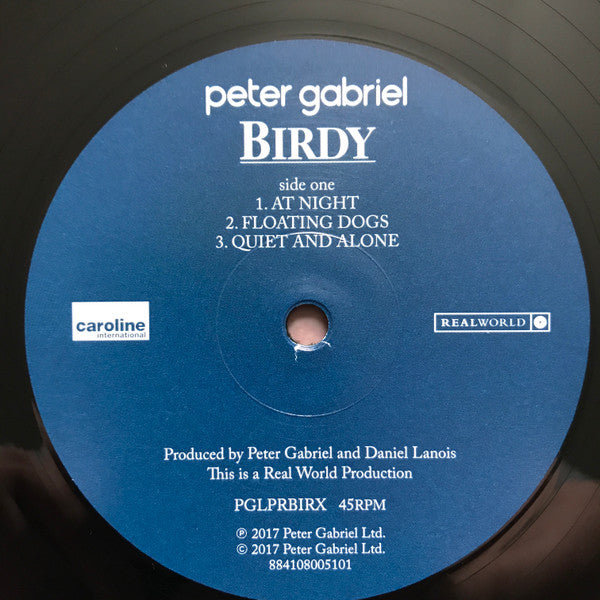 peter gabriel
BIRDY
side one
1. AT NIGHT
2. FLOATING DOGS
3. QUIET AND ALONE
caroline
international
REALWORLD
Produced by Peter Gabriel and Daniel Lanois
This is a Real World Production
PGLPRBIRX 45RPM
℗ 2017 Peter Gabriel Ltd.
© 2017 Peter Gabriel Ltd.
884108005101